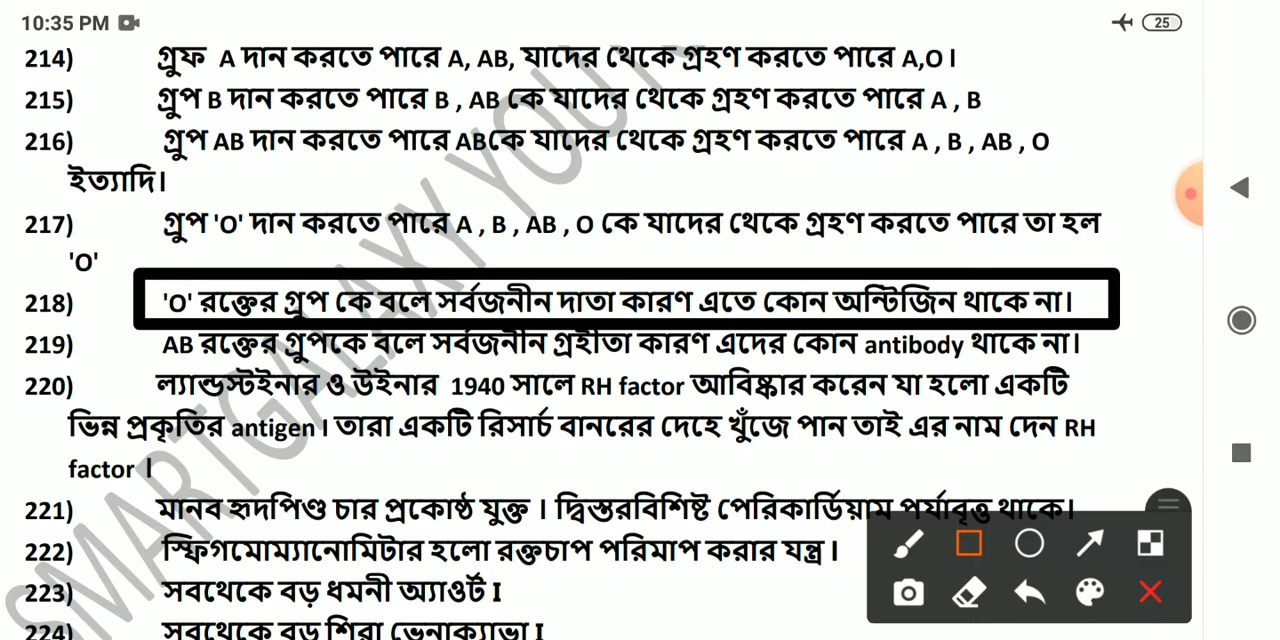 10:35 PM 25
214) গ্রুফ A দান করতে পারে A, AB, যাদের থেকে গ্রহণ করতে পারে A,O।
215) গ্রুপ B দান করতে পারে B , AB কে যাদের থেকে গ্রহণ করতে পারে A , B
216) গ্রুপ AB দান করতে পারে ABকে যাদের থেকে গ্রহণ করতে পারে A , B , AB , O
ইত্যাদি।
217) গ্রুপ 'O' দান করতে পারে A , B , AB , O কে যাদের থেকে গ্রহণ করতে পারে তা হল
'O'
218) 'O' রক্তের গ্রুপ কে বলে সর্বজনীন দাতা কারণ এতে কোন অন্টিজিন থাকে না।
219) AB রক্তের গ্রুপকে বলে সর্বজনীন গ্রহীতা কারণ এদের কোন antibody থাকে না।
220) ল্যান্ডস্টইনার ও উইনার 1940 সালে RH factor আবিষ্কার করেন যা হলো একটি
ভিন্ন প্রকৃতির antigen। তারা একটি রিসার্চ বানরের দেহে খুঁজে পান তাই এর নাম দেন RH
factor ।
221) মানব হৃদপিণ্ড চার প্রকোষ্ঠ যুক্ত । দ্বিস্তরবিশিষ্ট পেরিকার্ডিয়াম পর্যাবৃত্ত থাকে।
222) স্ফিগমোম্যানোমিটার হলো রক্তচাপ পরিমাপ করার যন্ত্র।
223) সবথেকে বড় ধমনী অ্যাওর্ট I
224) সবথেকে বড় শিরা ভেনাক্যাভা I
SMARTGALAXY YOU